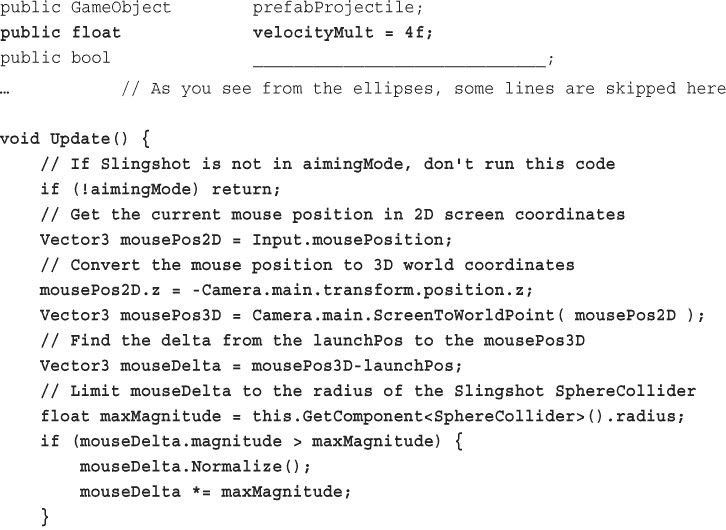 public GameObject        prefabProjectile;
public float             velocityMult = 4f;
public bool              _____________________________;
…           // As you see from the ellipses, some lines are skipped here
void Update() {
    // If Slingshot is not in aimingMode, don't run this code
    if (!aimingMode) return;
    // Get the current mouse position in 2D screen coordinates
    Vector3 mousePos2D = Input.mousePosition;
    // Convert the mouse position to 3D world coordinates
    mousePos2D.z = -Camera.main.transform.position.z;
    Vector3 mousePos3D = Camera.main.ScreenToWorldPoint( mousePos2D );
    // Find the delta from the launchPos to the mousePos3D
    Vector3 mouseDelta = mousePos3D-launchPos;
    // Limit mouseDelta to the radius of the Slingshot SphereCollider
    float maxMagnitude = this.GetComponent<SphereCollider>().radius;
    if (mouseDelta.magnitude > maxMagnitude) {
        mouseDelta.Normalize();
        mouseDelta *= maxMagnitude;
    }